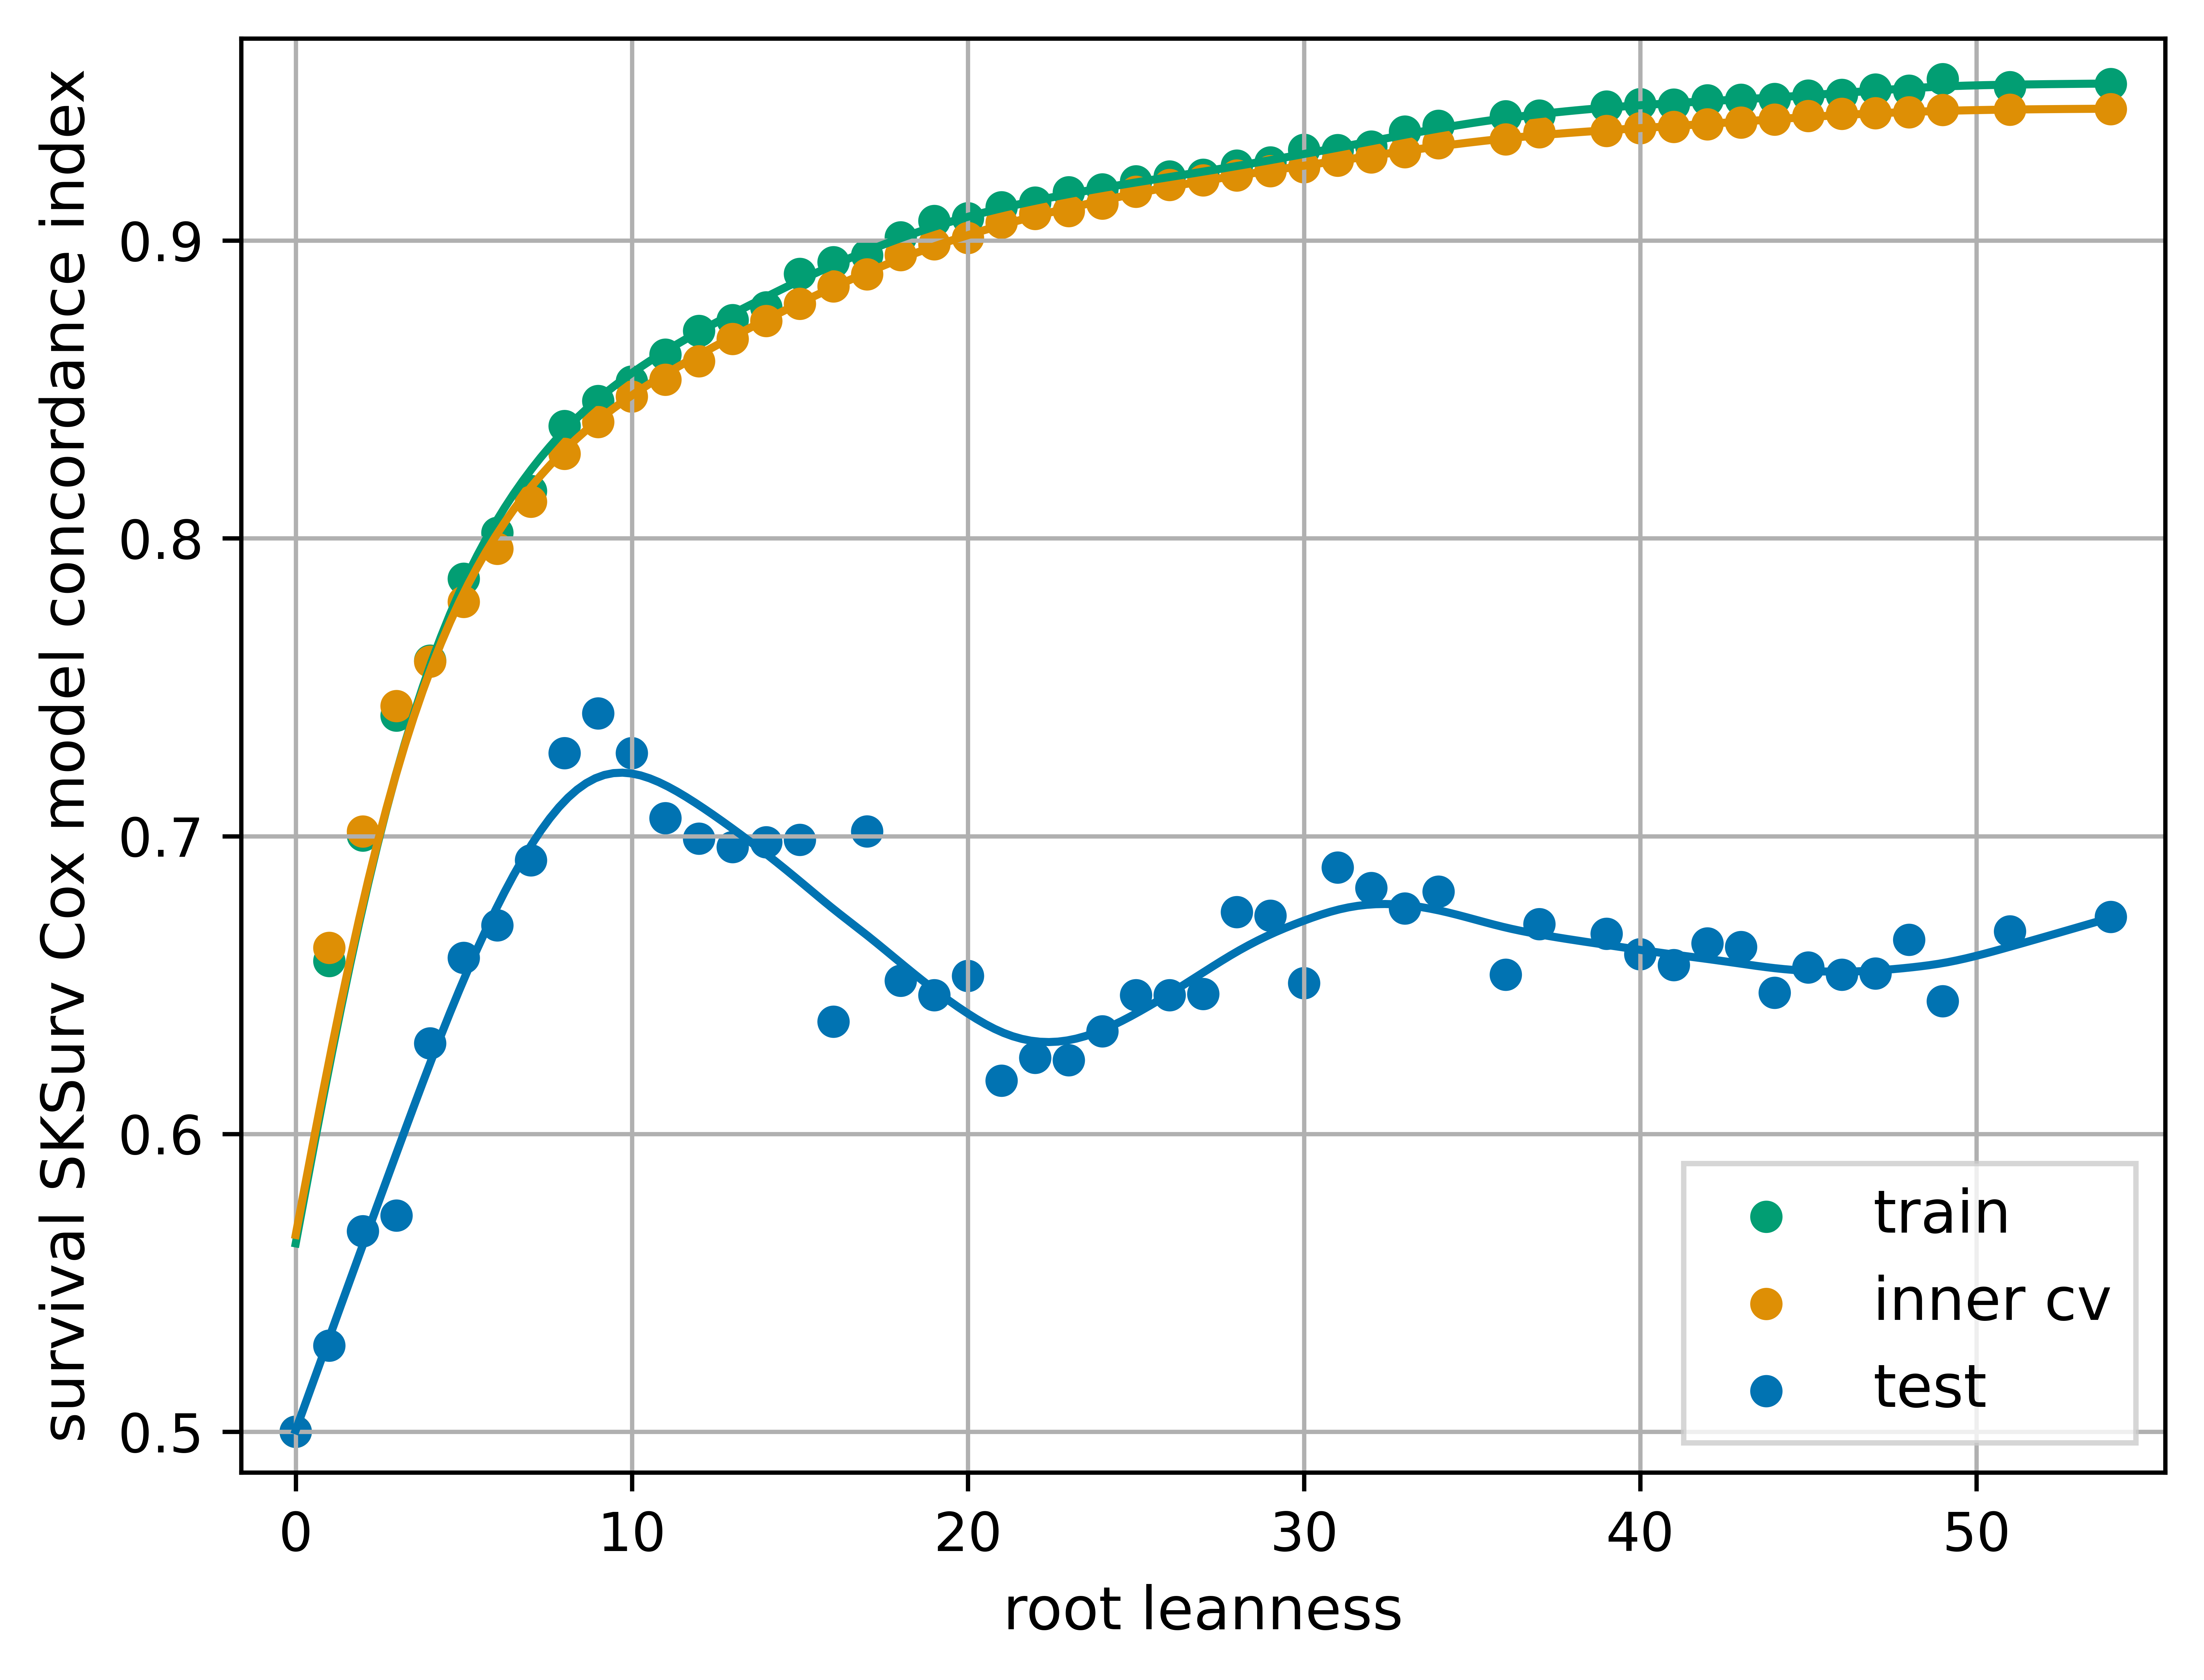 survival SKSurv Cox model concordance index
0.9
0.8
0.7
0.6
0.5
0
10
20
30
40
50
root leanness
train
inner cv
test